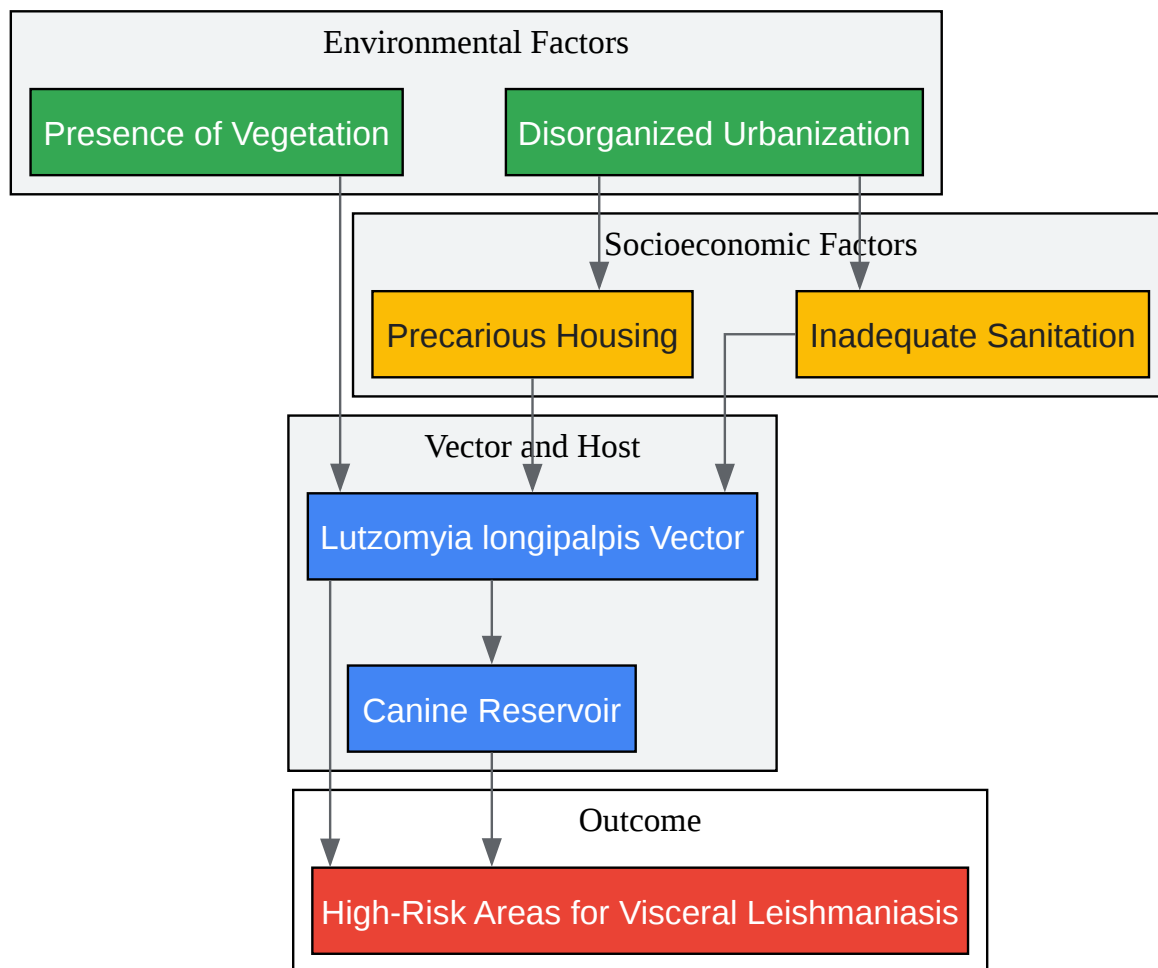 Environmental Factors
Presence of Vegetation
Disorganized Urbanization
Socioeconomic Factors
Precarious Housing
Inadequate Sanitation
Vector and Host
Lutzomyia longipalpis Vector
Canine Reservoir
Outcome
High-Risk Areas for Visceral Leishmaniasis